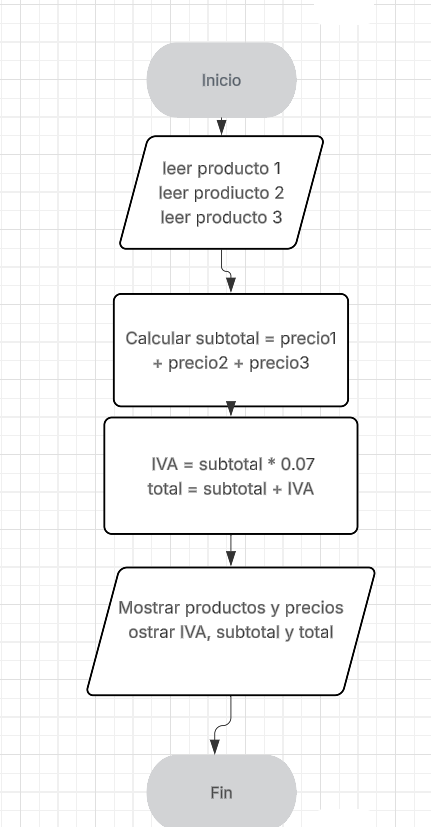 Inicio
leer producto 1
leer prodiucto 2
leer producto 3
Calcular subtotal = precio1
+ precio2 + precio3
IVA = subtotal * 0.07
total = subtotal + IVA
Mostrar productos y precios
ostrar IVA, subtotal y total
Fin